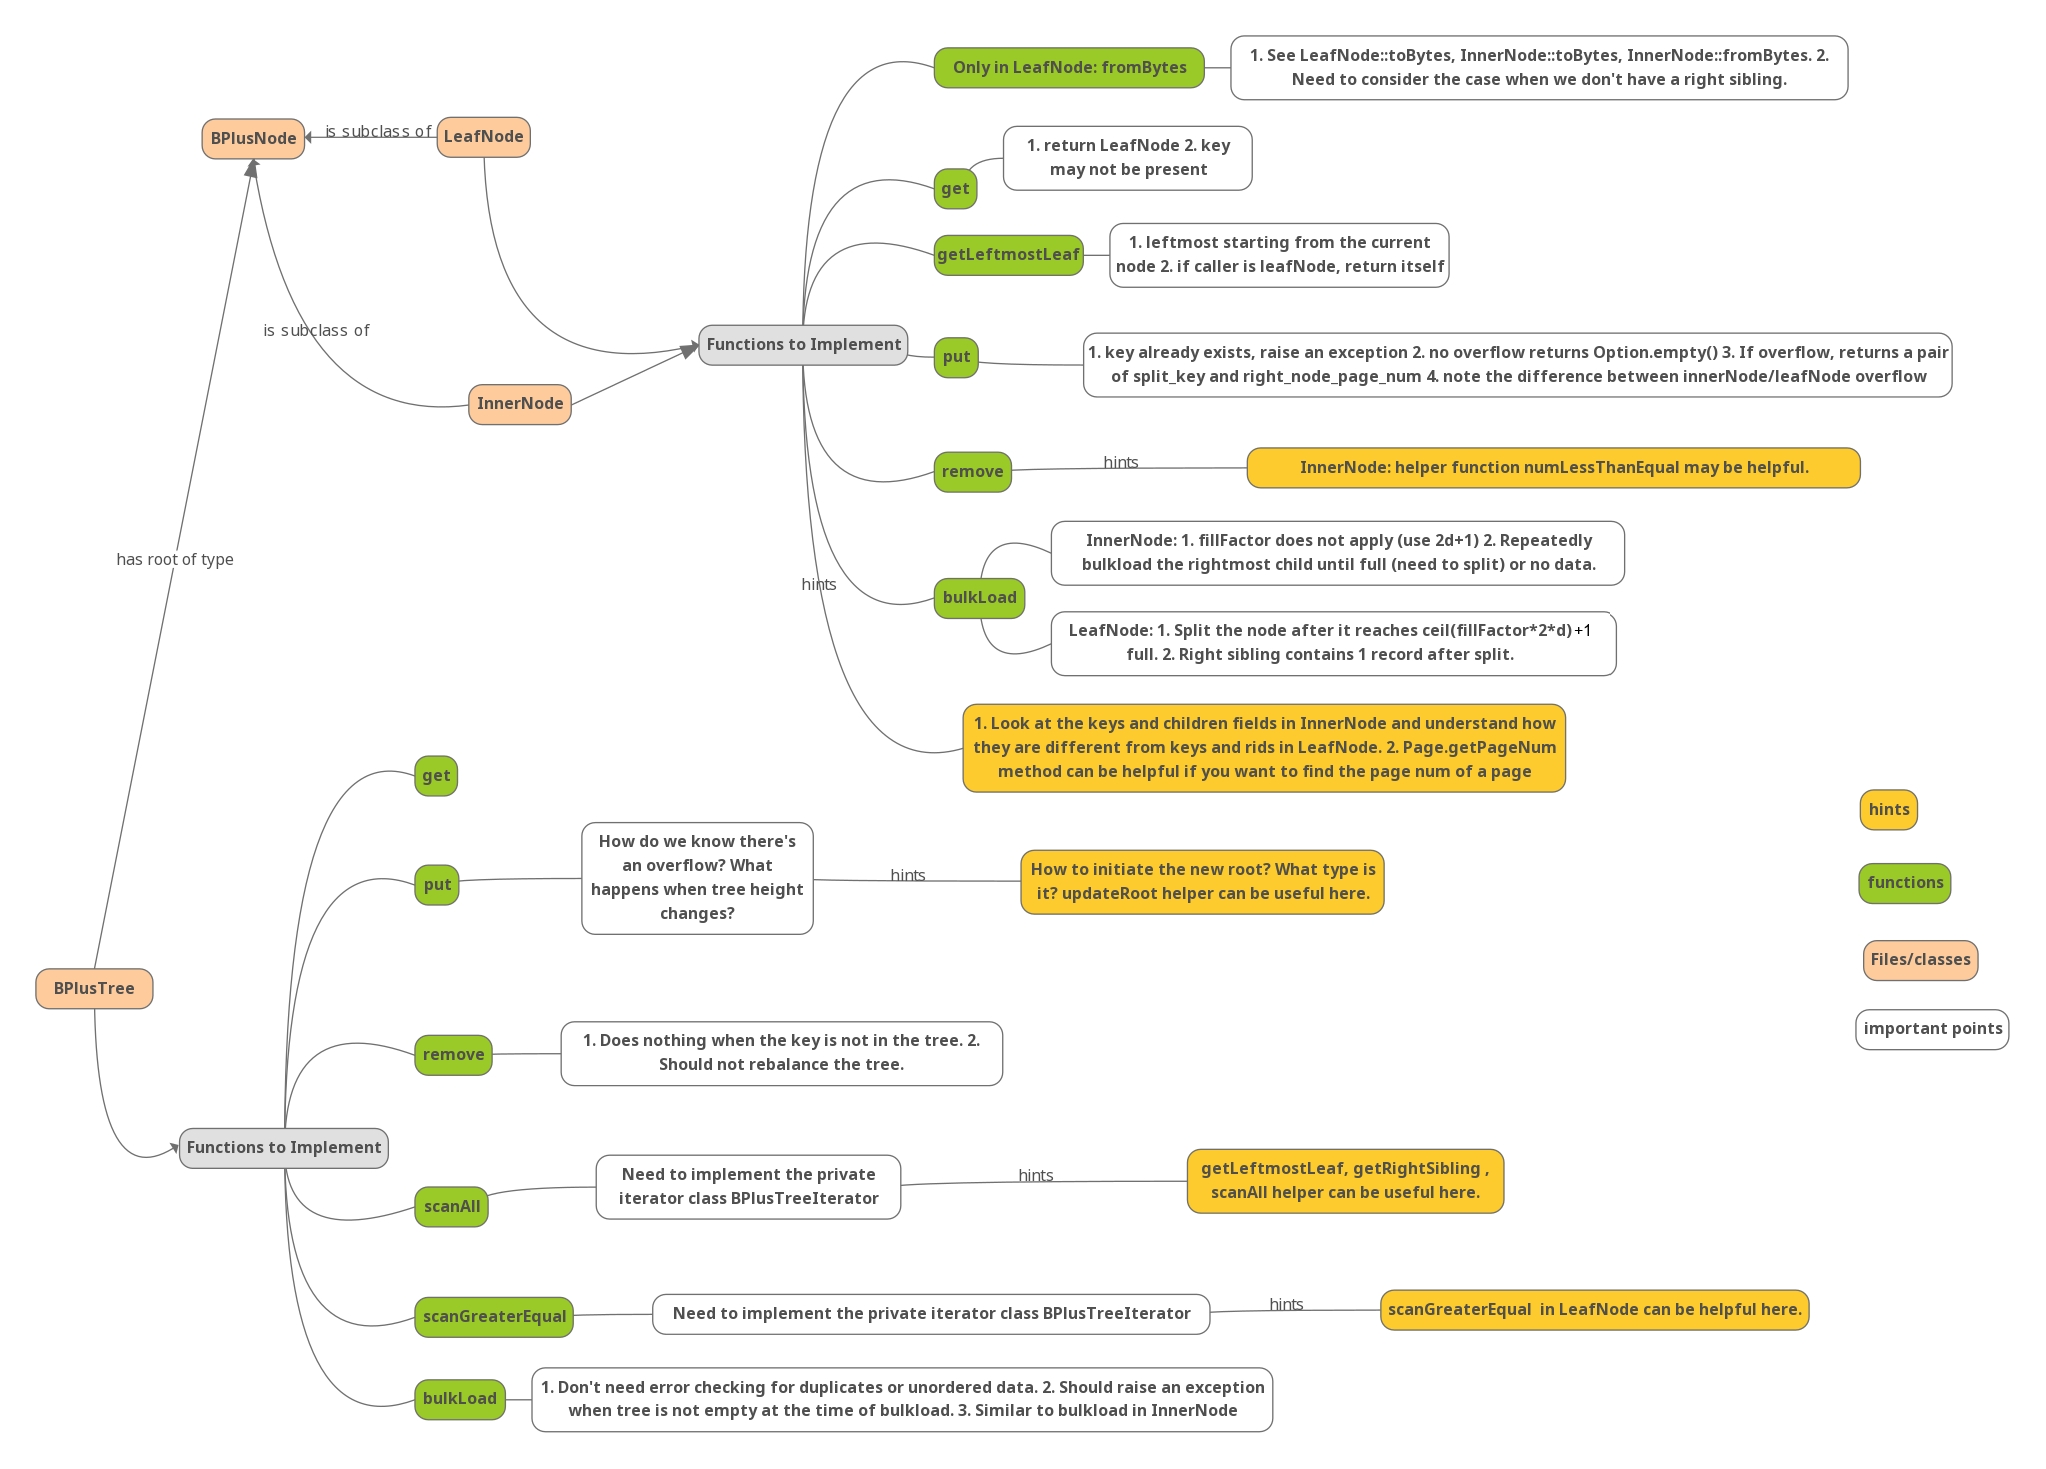 Only in LeafNode: fromBytes
1. See LeafNode::toBytes, InnerNode::toBytes, InnerNode::fromBytes. 2.
Need to consider the case when we don't have a right sibling.
BPlusNode
is subclass of
LeafNode
1. return LeafNode 2. key
may not be present
get
getLeftmostLeaf
1. leftmost starting from the current
node 2. if caller is leafNode, return itself
is subclass of
Functions to Implement
put
1. key already exists, raise an exception 2. no overflow returns Option.empty() 3. If overflow, returns a pair
of split_key and right_node_page_num 4. note the difference between innerNode/leafNode overflow
InnerNode
remove
hints
InnerNode: helper function numLessThanEqual may be helpful.
has root of type
InnerNode: 1. fillFactor does not apply (use 2d+1) 2. Repeatedly
bulkload the rightmost child until full (need to split) or no data.
hints
bulkLoad
LeafNode: 1. Split the node after it reaches ceil(fillFactor*2*d)+1
full. 2. Right sibling contains 1 record after split.
1. Look at the keys and children fields in InnerNode and understand how
they are different from keys and rids in LeafNode. 2. Page.getPageNum
method can be helpful if you want to find the page num of a page
get
hints
put
How do we know there's
an overflow? What
happens when tree height
changes?
hints
How to initiate the new root? What type is
it? updateRoot helper can be useful here.
functions
BPlusTree
Files/classes
remove
1. Does nothing when the key is not in the tree. 2.
Should not rebalance the tree.
important points
Functions to Implement
scanAll
Need to implement the private
iterator class BPlusTreeIterator
hints
getLeftmostLeaf, getRightSibling ,
scanAll helper can be useful here.
scanGreaterEqual
Need to implement the private iterator class BPlusTreeIterator
hints
scanGreaterEqual in LeafNode can be helpful here.
bulkLoad
1. Don't need error checking for duplicates or unordered data. 2. Should raise an exception
when tree is not empty at the time of bulkload. 3. Similar to bulkload in InnerNode